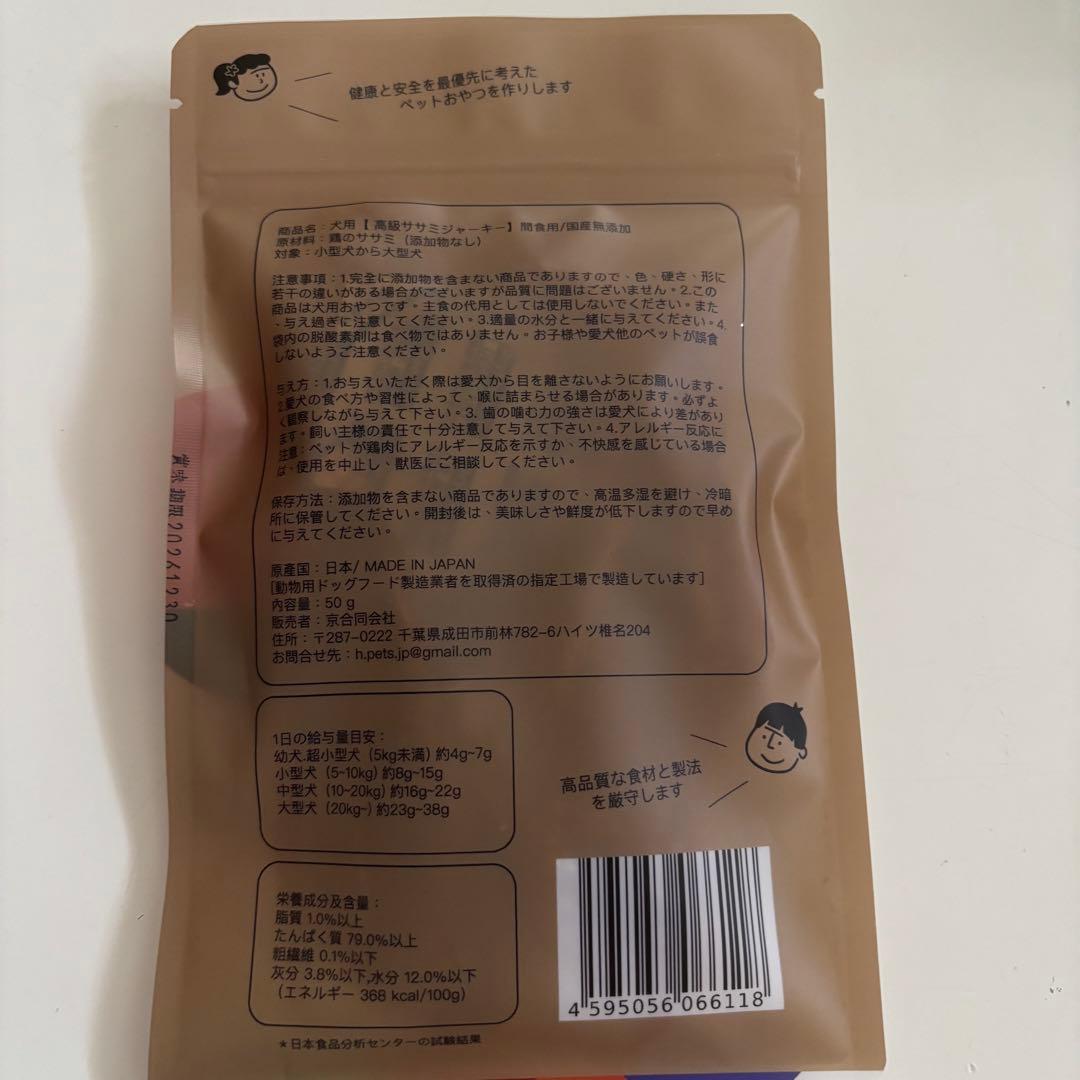 健康と安全を最優先に考えた
ペットおやつを作りします
商品名：犬用【 高級ササミジャーキー】間食用/国産無添加
原材料：鶏のササミ（添加物なし）
対象：小型犬から大型犬
注意事項：1.完全に添加物を含まない商品でありますので、色、硬さ、形に
若干の違いがある場合がございますが品質に問題はございません。2.この
商品は犬用おやつです。主食の代用としては使用しないでください。また
、与え過ぎに注意してください。3.適量の水分と一緒に与えてください。4.
袋内の脱酸素剤は食べ物ではありません。お子様や愛犬他のペットが誤食
しないようご注意ください。
与え方：1.お与えいただく際は愛犬から目を離さないようにお願いします。
2.愛犬の食べ方や習性によって、喉に詰まらせる場合があります。必ずよ
く観察しながら与えて下さい。3. 歯の噛む力の強さは愛犬により差があり
ます。飼い主様の責任で十分注意して与えて下さい。4.アレルギー反応に
注意：ペットが鶏肉にアレルギー反応を示すか、不快感を感じている場合
は、使用を中止し、獣医にご相談してください。
保存方法：添加物を含まない商品でありますので、高温多湿を避け、冷暗
所に保管してください。開封後は、美味しさや鮮度が低下しますので早め
に与えてください。
原産国：日本/ MADE IN JAPAN
[動物用ドッグフード製造業者を取得済の指定工場で製造しています]
内容量：50 g
販売者：京合同会社
住所：〒287-0222 千葉県成田市前林782-6ハイツ椎名204
お問合せ先：h.pets.jp@gmail.com
賞味期限20261230
1日の給与量目安：
幼犬.超小型犬（5kg未満) 約4g~7g
小型犬（5~10kg) 約8g~15g
中型犬（10~20kg) 約16g~22g
大型犬（20kg~) 約23g~38g
高品質な食材と製法
を厳守します
栄養成分及含量：
脂質 1.0%以上
たんぱく質 79.0%以上
粗繊維 0.1%以下
灰分 3.8%以下,水分 12.0%以下
（エネルギー 368 kcal/100g）
★日本食品分析センターの試験結果
4 595056 066118